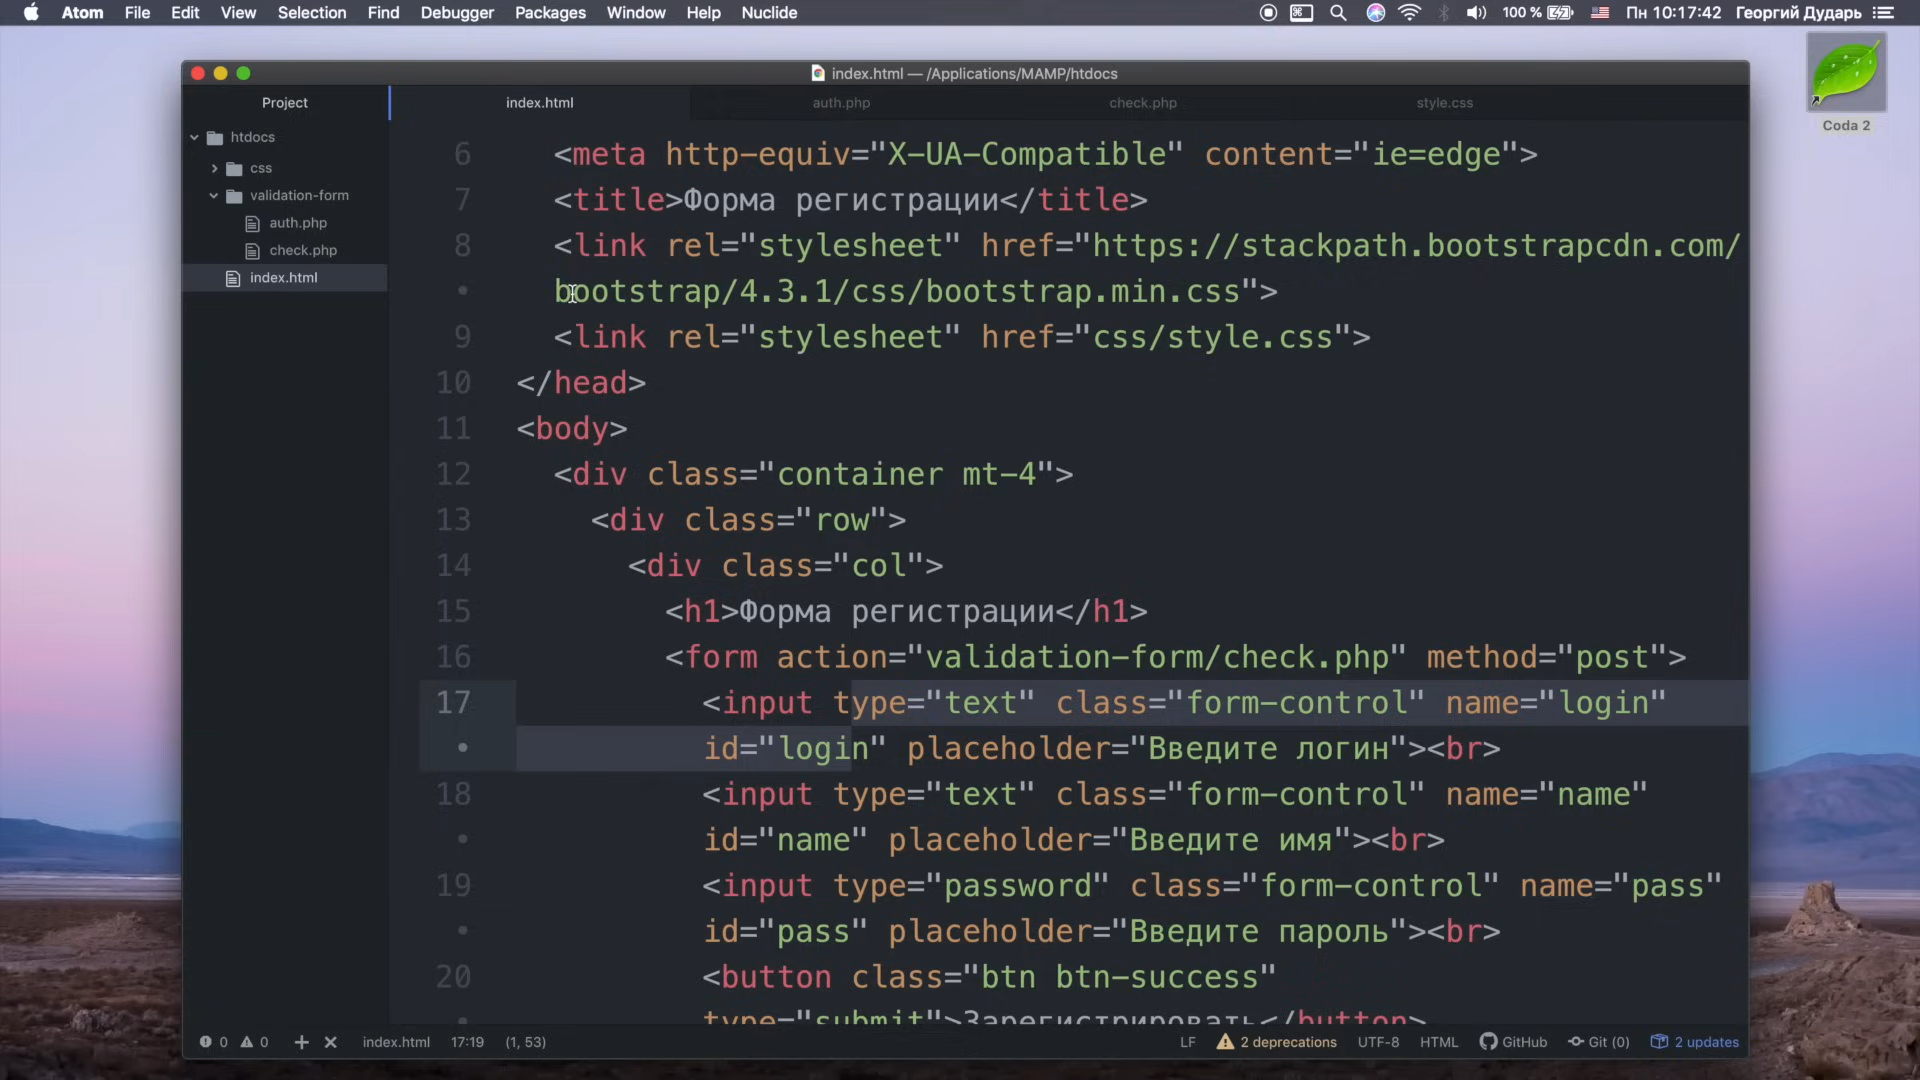 Atom File Edit View Selection Find Debugger Packages Window Help Nuclide 100 % Пн 10:17:42 Георгий Дударь
index.html — /Applications/MAMP/htdocs
Project
index.html auth.php check.php style.css
htdocs
css
validation-form
auth.php
check.php
index.html
6 <meta http-equiv="X-UA-Compatible" content="ie=edge">
7 <title>Форма регистрации</title>
8 <link rel="stylesheet" href="https://stackpath.bootstrapcdn.com/
• bootstrap/4.3.1/css/bootstrap.min.css">
9 <link rel="stylesheet" href="css/style.css">
10 </head>
11 <body>
12 <div class="container mt-4">
13 <div class="row">
14 <div class="col">
15 <h1>Форма регистрации</h1>
16 <form action="validation-form/check.php" method="post">
17 <input type="text" class="form-control" name="login"
• id="login" placeholder="Введите логин"><br>
18 <input type="text" class="form-control" name="name"
• id="name" placeholder="Введите имя"><br>
19 <input type="password" class="form-control" name="pass"
• id="pass" placeholder="Введите пароль"><br>
20 <button class="btn btn-success"
• type="submit">Зарегистрировать</button>
0 0 + × index.html 17:19 (1, 53) LF 2 deprecations UTF-8 HTML GitHub Git (0) 2 updates
Coda 2